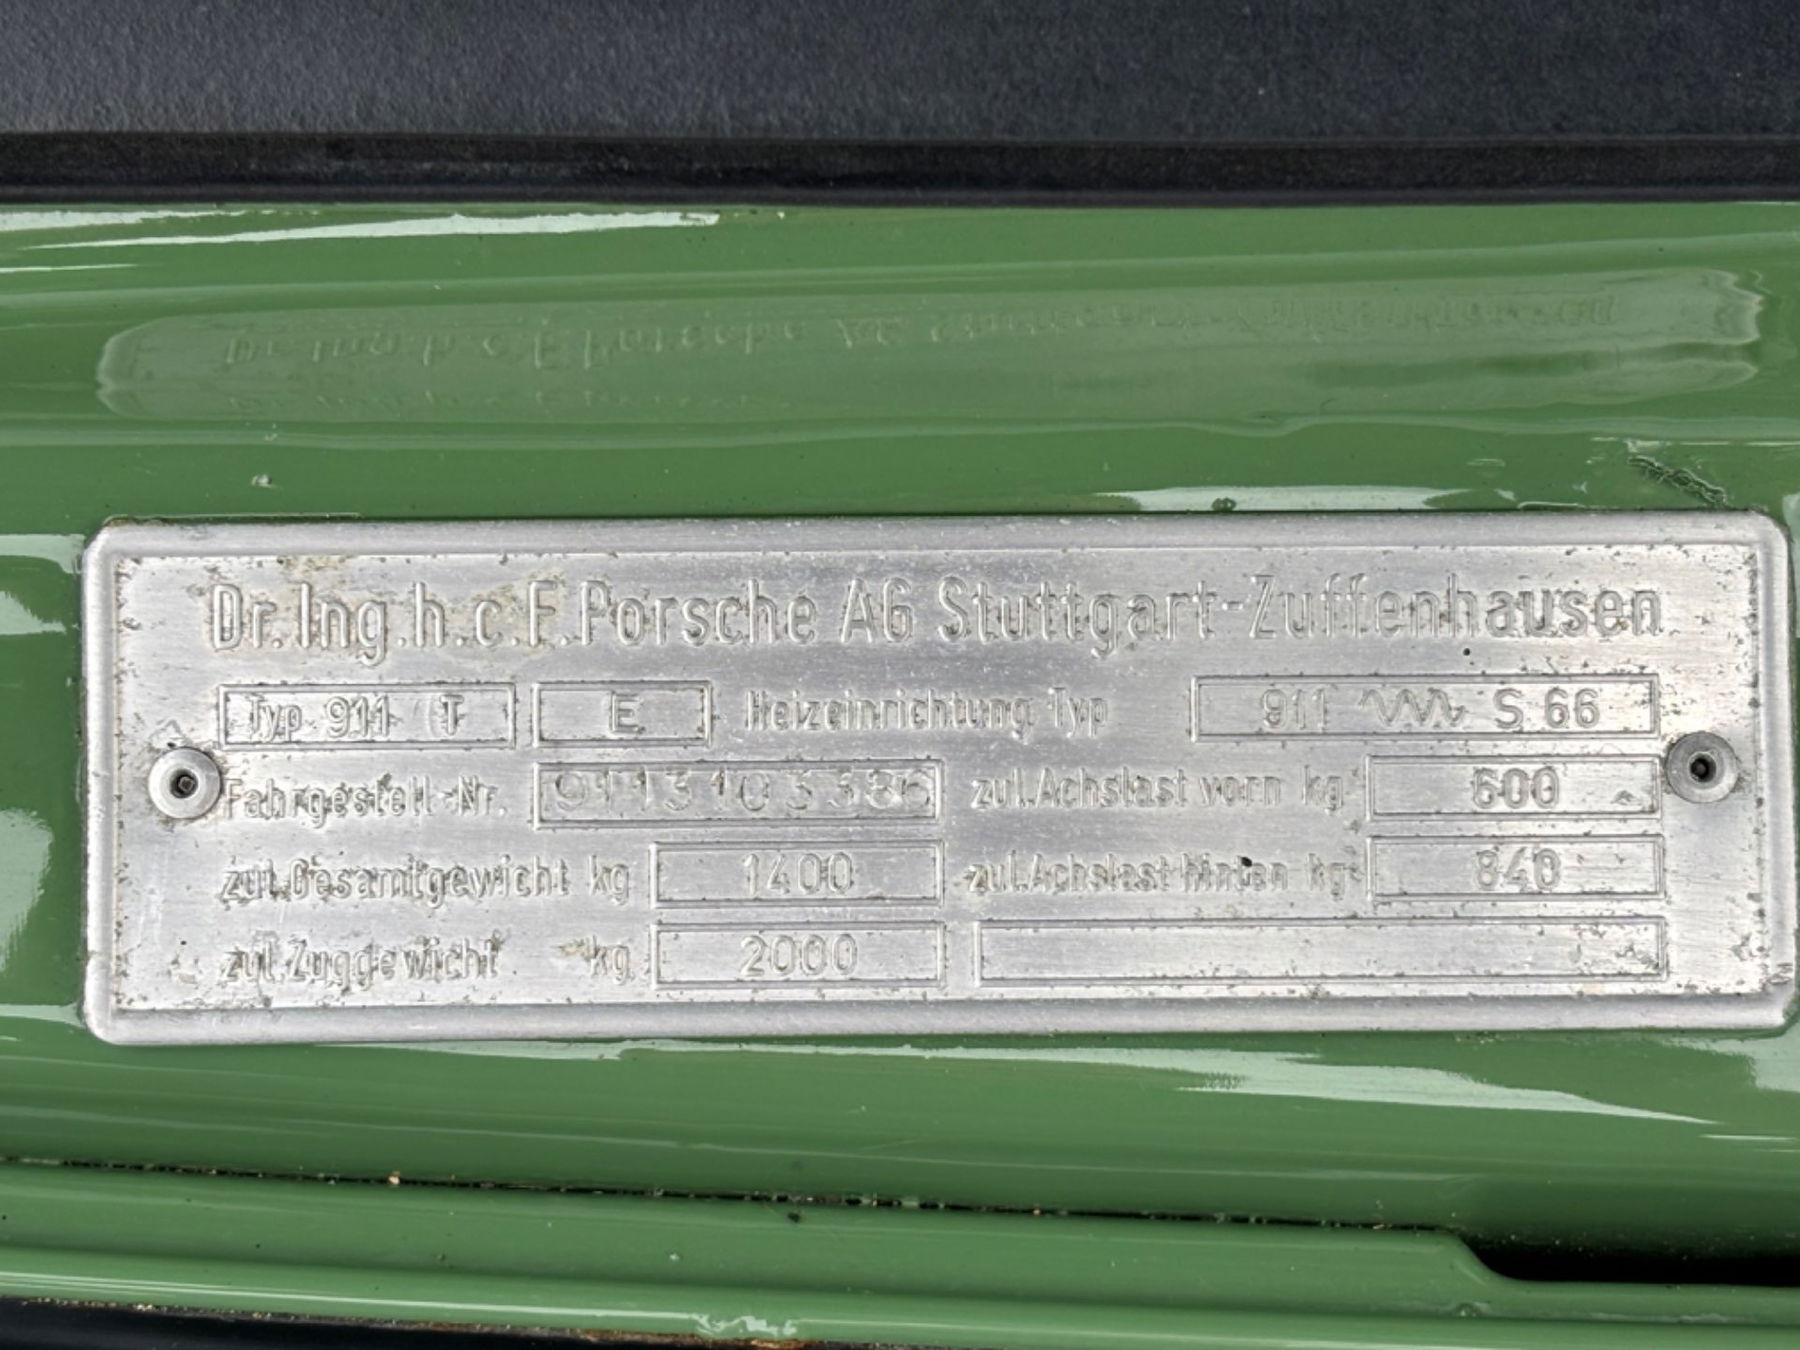 Dr. Ing. h. c. F. Porsche AG Stuttgart-Zuffenhausen
Typ 911 T E Heizeinrichtung Typ 911 S 66
Fahrgestell-Nr. 9113103386 zul. Achslast vorn kg 600
zul. Gesamtgewicht kg 1400 zul. Achslast hinten kg 840
zul. Zuggewicht kg 2000